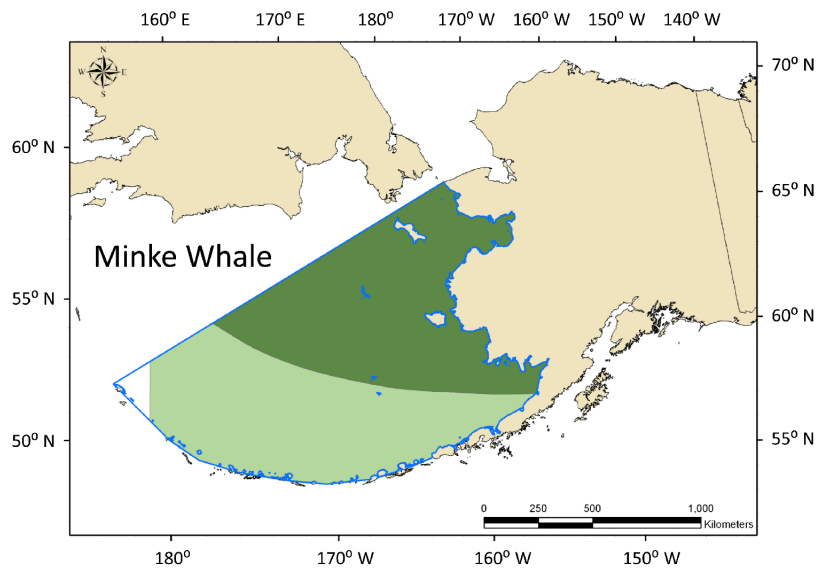 160° E 170° E 180° 170° W 160° W 150° W 140° W
N
W E
S
70° N
60° N
65° N
Minke Whale
55° N
60° N
50° N
55° N
0 250 500 1,000
Kilometers
180° 170° W 160° W 150° W